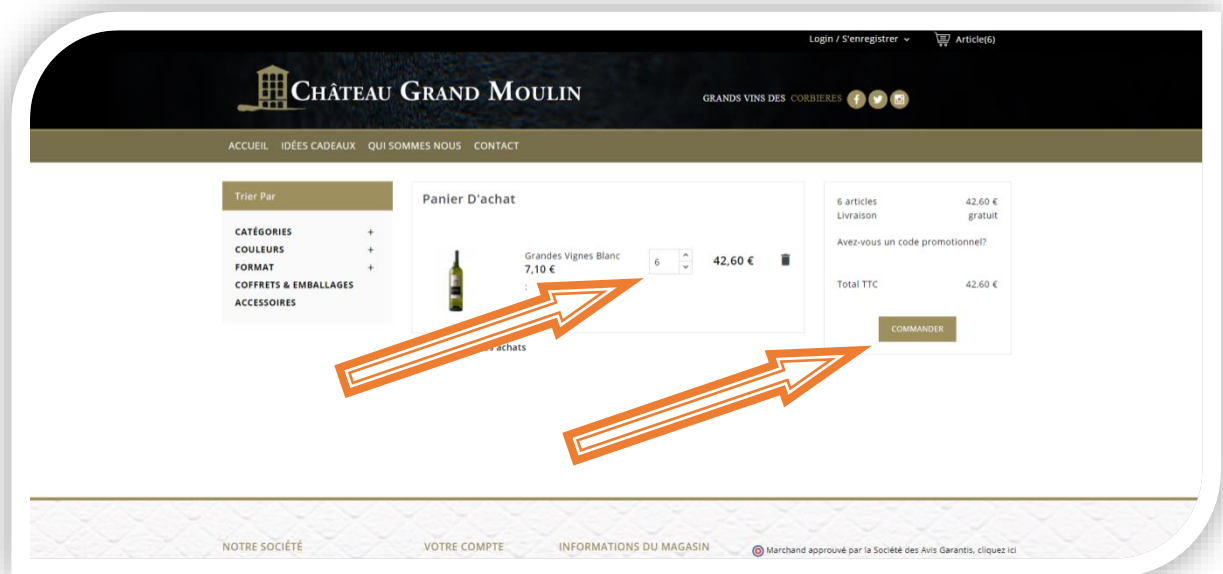 Login / S'enregistrer
Article(6)
CHÂTEAU GRAND MOULIN
GRANDS VINS DES CORBIERES
ACCUEIL IDÉES CADEAUX QUI SOMMES NOUS CONTACT
Trier Par
CATÉGORIES +
COULEURS +
FORMAT +
COFFRETS & EMBALLAGES
ACCESSOIRES
Panier D'achat
Grandes Vignes Blanc
7,10 €
:
6
42,60 €
achats
6 articles 42,60 €
Livraison gratuit
Avez-vous un code promotionnel?
Total TTC 42,60 €
COMMANDER
NOTRE SOCIÉTÉ
VOTRE COMPTE
INFORMATIONS DU MAGASIN
Marchand approuvé par la Société des Avis Garantis, cliquez ici